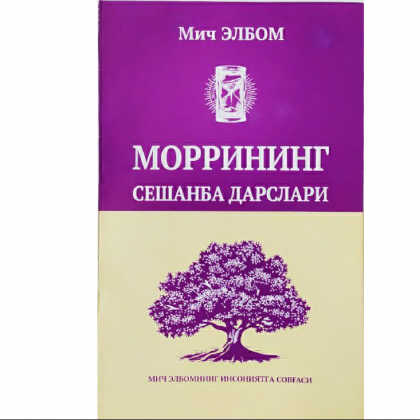 Мич ЭЛБОМ
МОРРИНИНГ
СЕШАНБА ДАРСЛАРИ
МИЧ ЭЛБОМНИНГ ИНСОНИЯТГА СОВҒАСИ